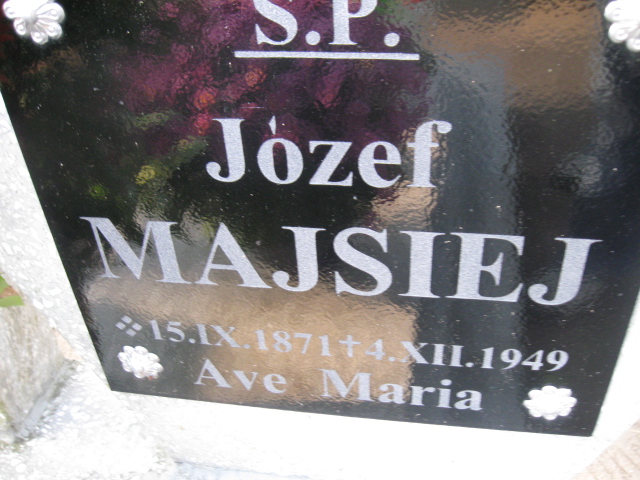 Ś.P.
Józef
MAJSIEJ
15.IX.1871 † 4.XII.1949
Ave Maria